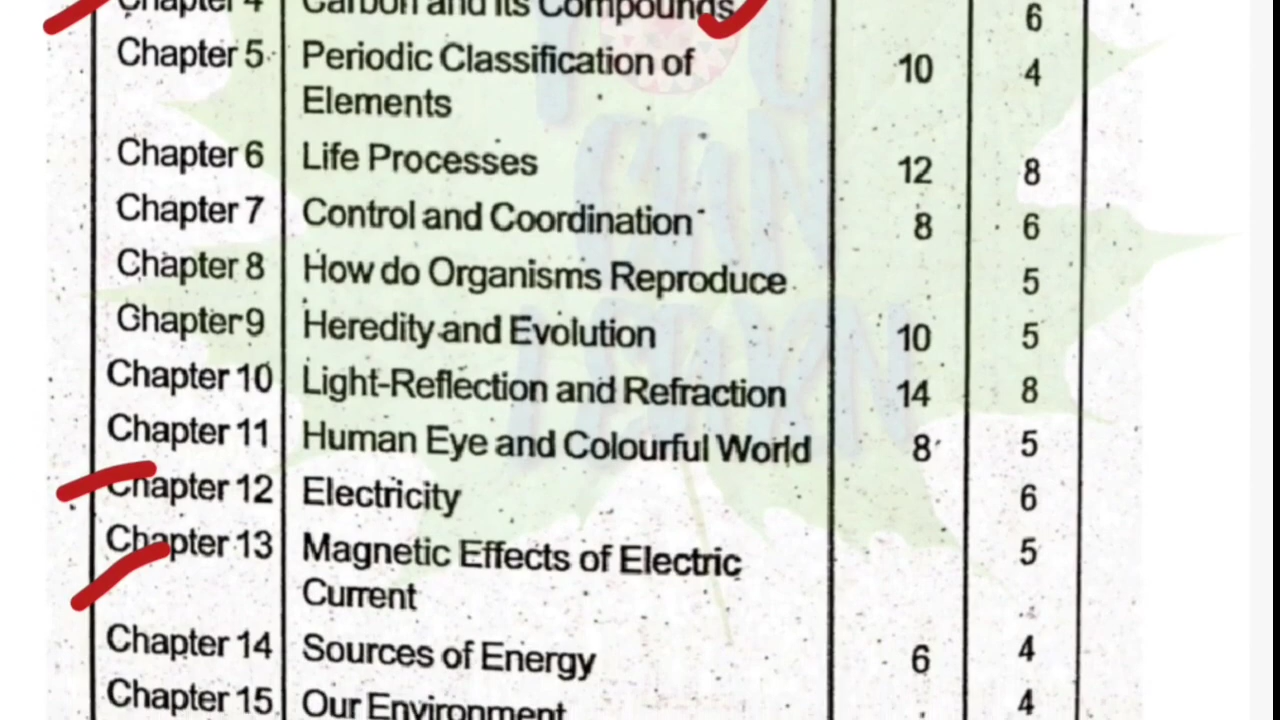 Chapter 4 Carbon and its Compounds 6
Chapter 5 Periodic Classification of 10 4
Elements
Chapter 6 Life Processes 12 8
Chapter 7 Control and Coordination 8 6
Chapter 8 How do Organisms Reproduce 5
Chapter 9 Heredity and Evolution 10 5
Chapter 10 Light-Reflection and Refraction 14 8
Chapter 11 Human Eye and Colourful World 8 5
Chapter 12 Electricity 6
Chapter 13 Magnetic Effects of Electric 5
Current
Chapter 14 Sources of Energy 6 4
Chapter 15 Our Environment 4